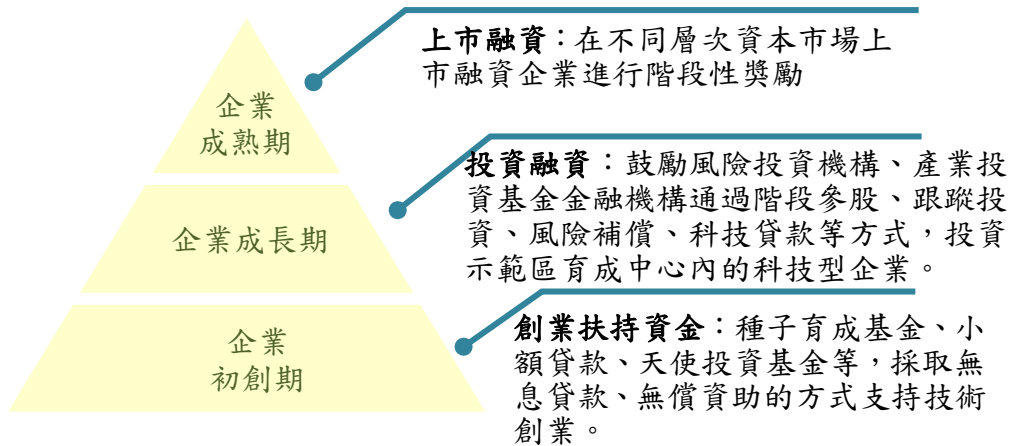 企業
成熟期
上市融資：在不同層次資本市場上
市融資企業進行階段性獎勵
企業成長期
投資融資：鼓勵風險投資機構、產業投
資基金金融機構通過階段參股、跟蹤投
資、風險補償、科技貸款等方式，投資
示範區育成中心內的科技型企業。
企業
初創期
創業扶持資金：種子育成基金、小
額貸款、天使投資基金等，採取無
息貸款、無償資助的方式支持技術
創業。